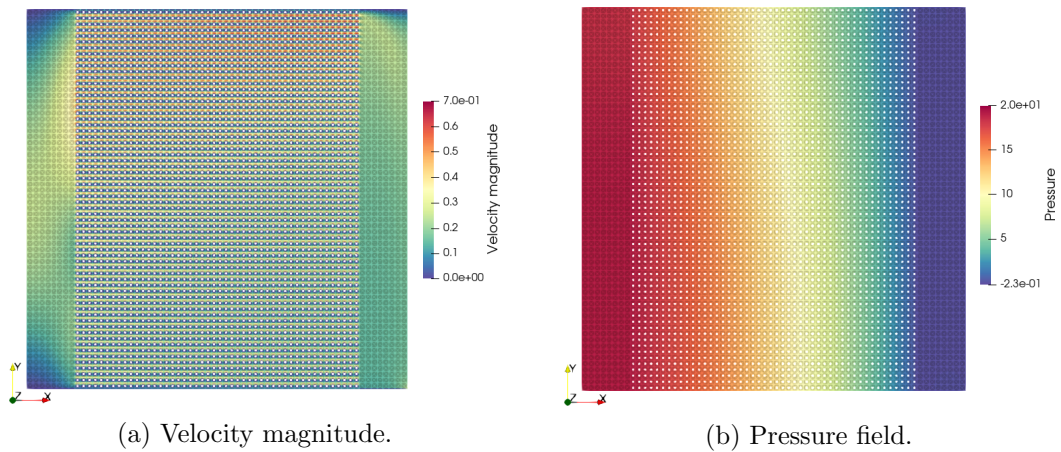 7.0e-01
0.6
0.5
0.4
0.3
0.2
0.1
0.0e+00
Velocity magnitude
Y
Z
X
(a) Velocity magnitude.
2.0e+01
15
10
5
-2.3e-01
Pressure
Y
Z
X
(b) Pressure field.